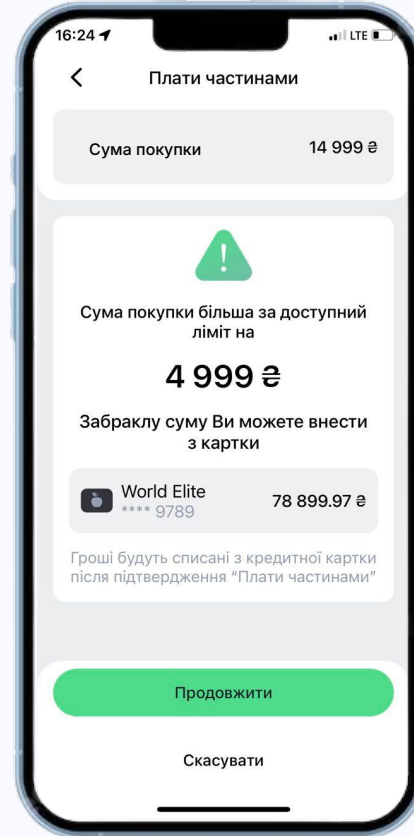 16:24
LTE
Плати частинами
Сума покупки 14 999 ₴
Сума покупки більша за доступний
ліміт на
4 999 ₴
Забраклу суму Ви можете внести
з картки
World Elite
**** 9789
78 899.97 ₴
Гроші будуть списані з кредитної картки
після підтвердження “Плати частинами”
Продовжити
Скасувати